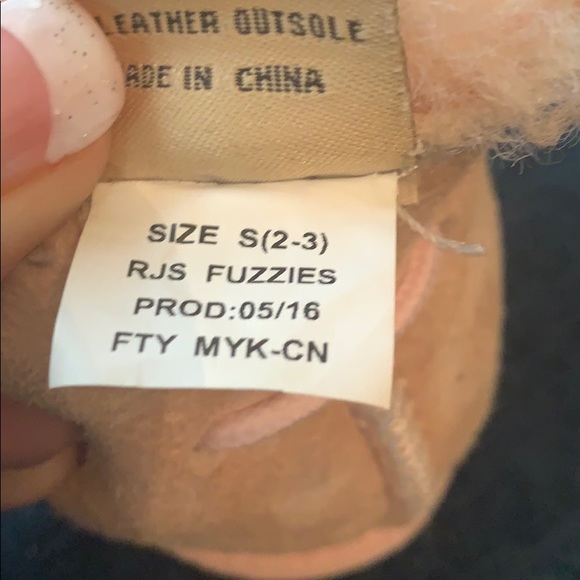 LEATHER OUTSOLE
ADE IN CHINA
SIZE S(2-3)
RJS FUZZIES
PROD:05/16
FTY MYK-CN